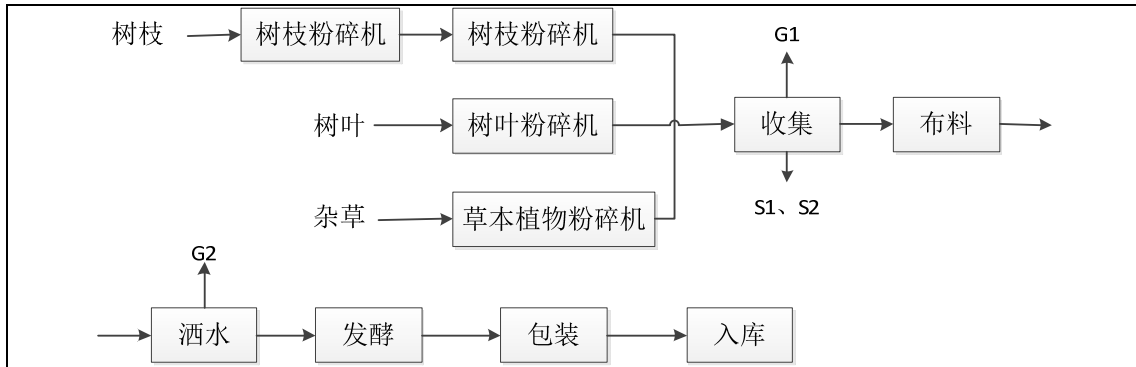 树枝
树枝粉碎机
树枝粉碎机
G1
树叶
树叶粉碎机
收集
布料
S1、S2
杂草
草本植物粉碎机
G2
洒水
发酵
包装
入库